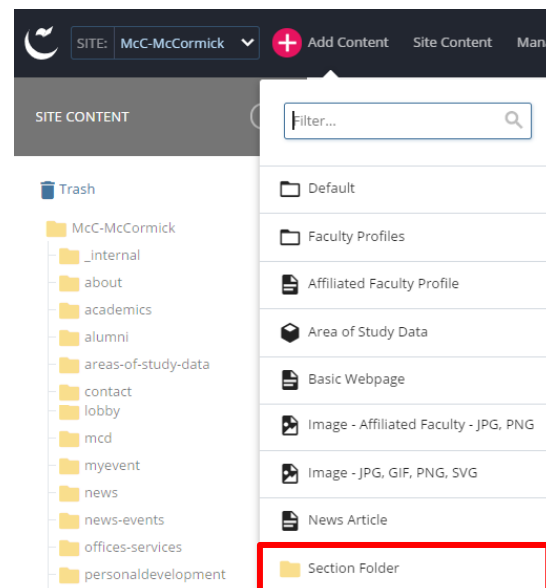 SITE: McC-McCormick Add Content Site Content Man
SITE CONTENT
Filter...
Trash
McC-McCormick
_internal
about
academics
alumni
areas-of-study-data
contact
lobby
mcd
myevent
news
news-events
offices-services
personaldevelopment
Default
Faculty Profiles
Affiliated Faculty Profile
Area of Study Data
Basic Webpage
Image - Affiliated Faculty - JPG, PNG
Image - JPG, GIF, PNG, SVG
News Article
Section Folder